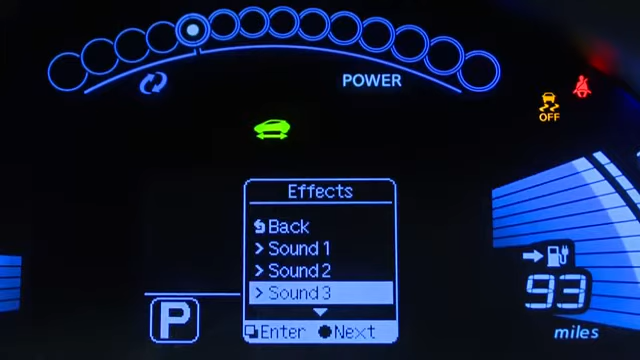 POWER
OFF
Effects
Back
> Sound 1
> Sound 2
> Sound 3
Enter Next
P
93
miles